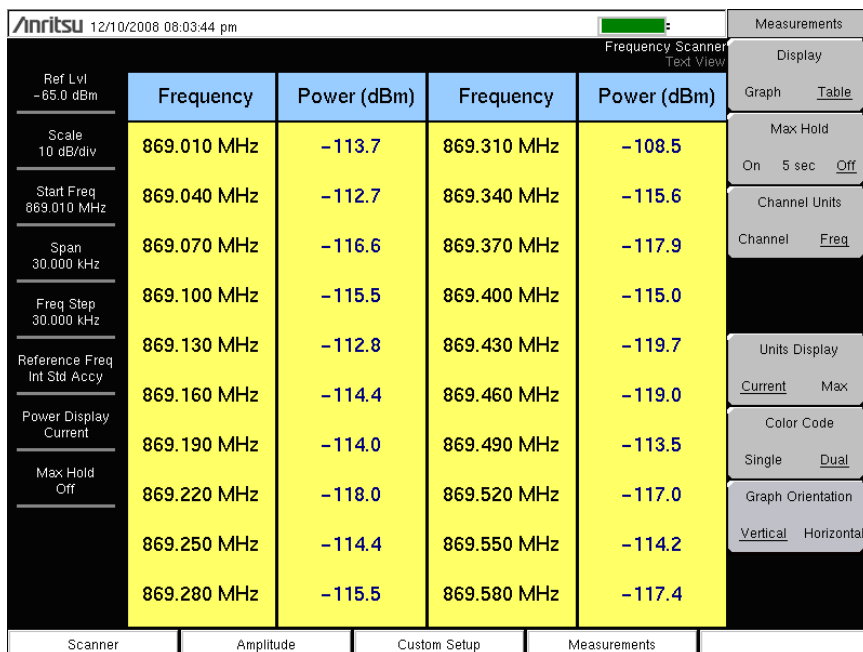 Anritsu 12/10/2008 08:03:44 pm
Frequency Scanner
Text View
Ref Lvl
-65.0 dBm
Scale
10 dB/div
Start Freq
869.010 MHz
Span
30.000 kHz
Freq Step
30.000 kHz
Reference Freq
Int Std Accy
Power Display
Current
Max Hold
Off
Frequency Power (dBm) Frequency Power (dBm)
869.010 MHz -113.7 869.310 MHz -108.5
869.040 MHz -112.7 869.340 MHz -115.6
869.070 MHz -116.6 869.370 MHz -117.9
869.100 MHz -115.5 869.400 MHz -115.0
869.130 MHz -112.8 869.430 MHz -119.7
869.160 MHz -114.4 869.460 MHz -119.0
869.190 MHz -114.0 869.490 MHz -113.5
869.220 MHz -118.0 869.520 MHz -117.0
869.250 MHz -114.4 869.550 MHz -114.2
869.280 MHz -115.5 869.580 MHz -117.4
Measurements
Display
Graph Table
Max Hold
On 5 sec Off
Channel Units
Channel Freq
Units Display
Current Max
Color Code
Single Dual
Graph Orientation
Vertical Horizontal
Scanner Amplitude Custom Setup Measurements